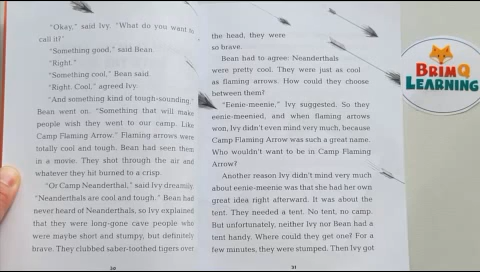 "Okay," said Ivy. "What do you want to
call it?"
"Something good," said Bean.
"Right."
"Something cool," Bean said.
"Right. Cool," agreed Ivy.
"And something kind of tough-sounding,"
Bean went on. "Something that will make
people wish they went to our camp. Like
Camp Flaming Arrow." Flaming arrows were
totally cool and tough. Bean had seen them
in a movie. They shot through the air and
whatever they hit burned to a crisp.
"Or Camp Neanderthal," said Ivy dreamily.
"Neanderthals are cool and tough." Bean had
never heard of Neanderthals, so Ivy explained
that they were long-gone cave people who
were maybe short and stumpy, but definitely
brave. They clubbed saber-toothed tigers over
30
the head, they were
so brave.
Bean had to agree: Neanderthals
were pretty cool. They were just as cool
as flaming arrows. How could they choose
between them?
"Eenie-meenie," Ivy suggested. So they
eenie-meenied, and when flaming arrows
won, Ivy didn't even mind very much, because
Camp Flaming Arrow was such a great name.
Who wouldn't want to be in Camp Flaming
Arrow?
Another reason Ivy didn't mind very much
about eenie-meenie was that she had her own
great idea right afterward. It was about the
tent. They needed a tent. No tent, no camp.
But unfortunately, neither Ivy nor Bean had a
tent handy. Where could they get one? For a
few minutes, they were stumped. Then Ivy got
31
BRIMQ
LEARNING